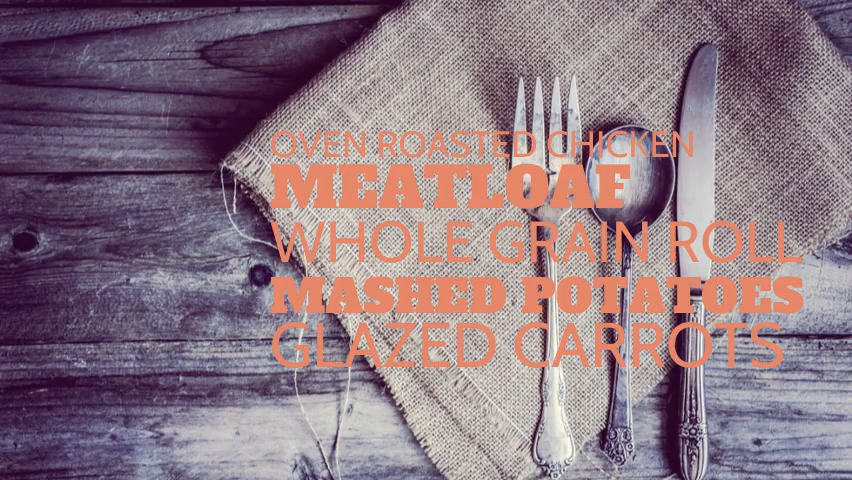 OVEN ROASTED CHICKEN
MEATLOAF
WHOLE GRAIN ROLL
MASHED POTATOES
GLAZED CARROTS